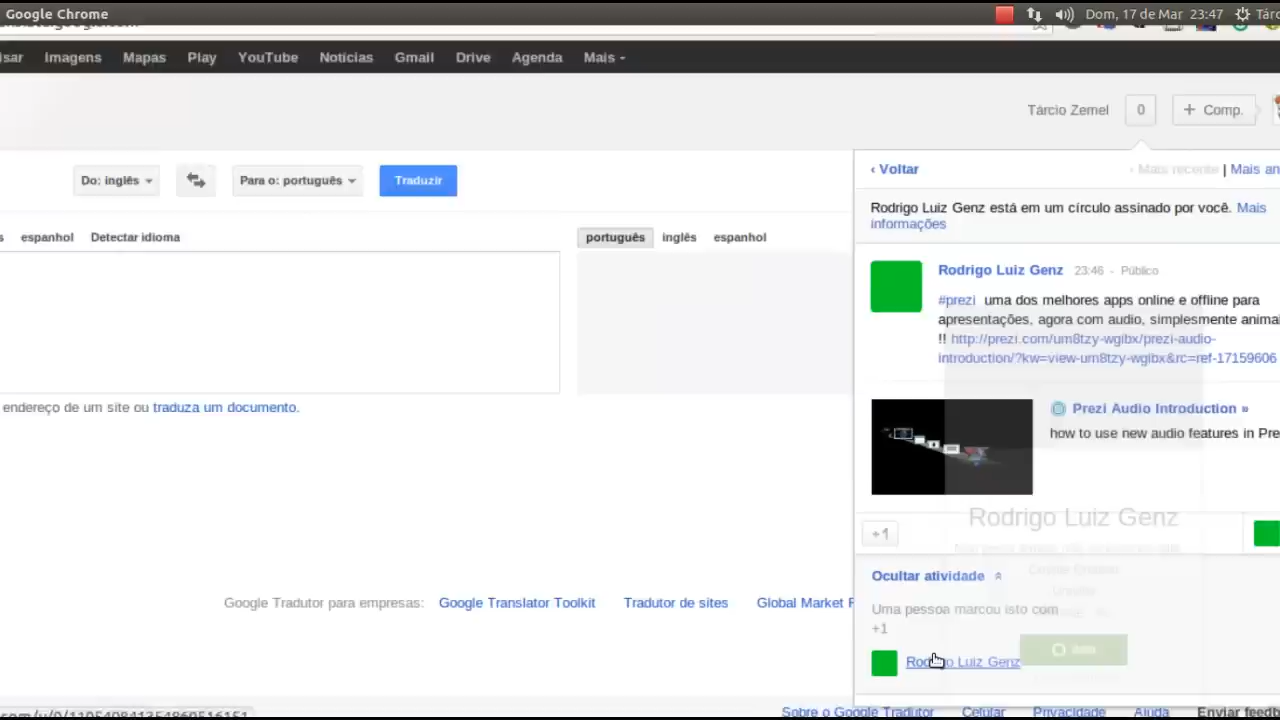 Google Chrome
Dom, 17 de Mar 23:47 Tárc
isar Imagens Mapas Play YouTube Notícias Gmail Drive Agenda Mais
Tárcio Zemel 0 + Comp.
‹ Voltar ‹ Mais recente | Mais an
Do: inglês Para o: português Traduzir
Rodrigo Luiz Genz está em um círculo assinado por você. Mais
informações
s espanhol Detectar idioma português inglês espanhol
Rodrigo Luiz Genz 23:46 - Público
#prezi uma dos melhores apps online e offline para
apresentações, agora com audio, simplesmente animal
!! http://prezi.com/um8tzy-wgibx/prezi-audio-
introduction/?kw=view-um8tzy-wgibx&rc=ref-17159606
endereço de um site ou traduza um documento.
Prezi Audio Introduction »
how to use new audio features in Pre
Rodrigo Luiz Genz
+1
Ocultar atividade
Google Tradutor para empresas: Google Translator Toolkit Tradutor de sites Global Market F
Uma pessoa marcou isto com
+1
Rodrigo Luiz Genz
Sobre o Google Tradutor Celular Privacidade Ajuda Enviar feedb